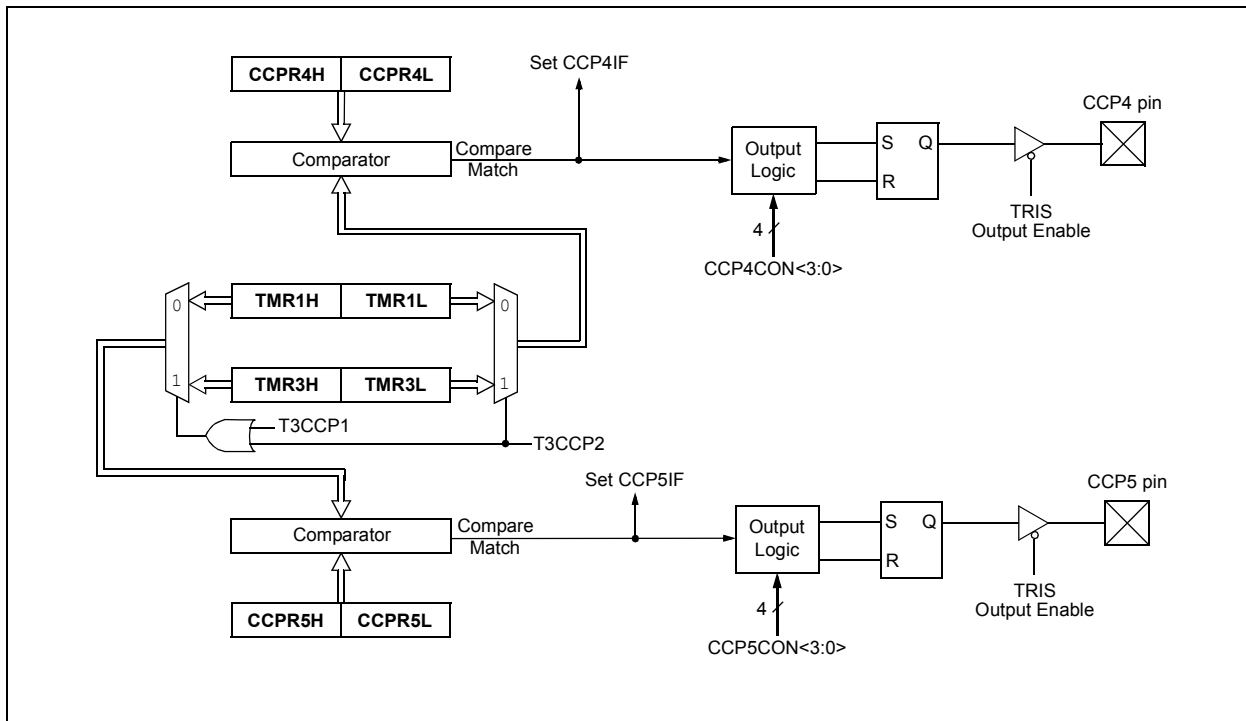 CCPR4H CCPR4L
Set CCP4IF
CCP4 pin
Comparator
Compare
Match
Output
Logic
S Q
R
TRIS
Output Enable
4
CCP4CON<3:0>
0 TMR1H TMR1L 0
1 TMR3H TMR3L 1
T3CCP1
T3CCP2
Set CCP5IF
CCP5 pin
Comparator
Compare
Match
Output
Logic
S Q
R
TRIS
Output Enable
4
CCPR5H CCPR5L
CCP5CON<3:0>